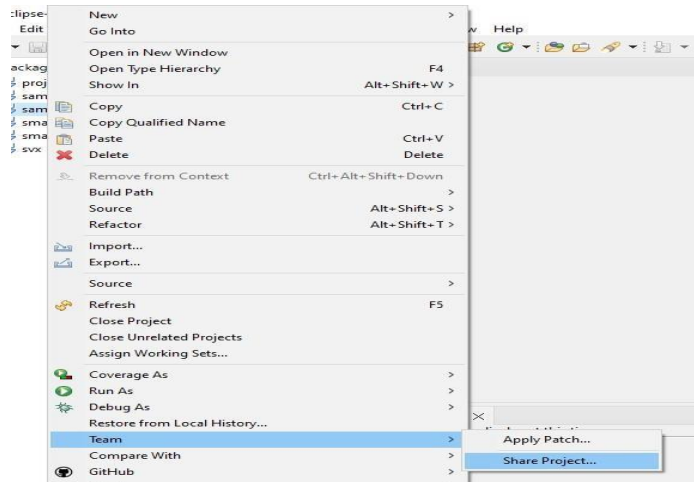 clipse-
Edit
Help
ackag
proj
sam
sam
sma
sma
svx
New
Go Into
Open in New Window
Open Type Hierarchy F4
Show In Alt+Shift+W >
Copy Ctrl+C
Copy Qualified Name
Paste Ctrl+V
Delete Delete
Remove from Context Ctrl+Alt+Shift+Down
Build Path >
Source Alt+Shift+S >
Refactor Alt+Shift+T >
Import...
Export...
Source >
Refresh F5
Close Project
Close Unrelated Projects
Assign Working Sets...
Coverage As >
Run As >
Debug As >
Restore from Local History...
Team >
Compare With >
GitHub >
Apply Patch...
Share Project...